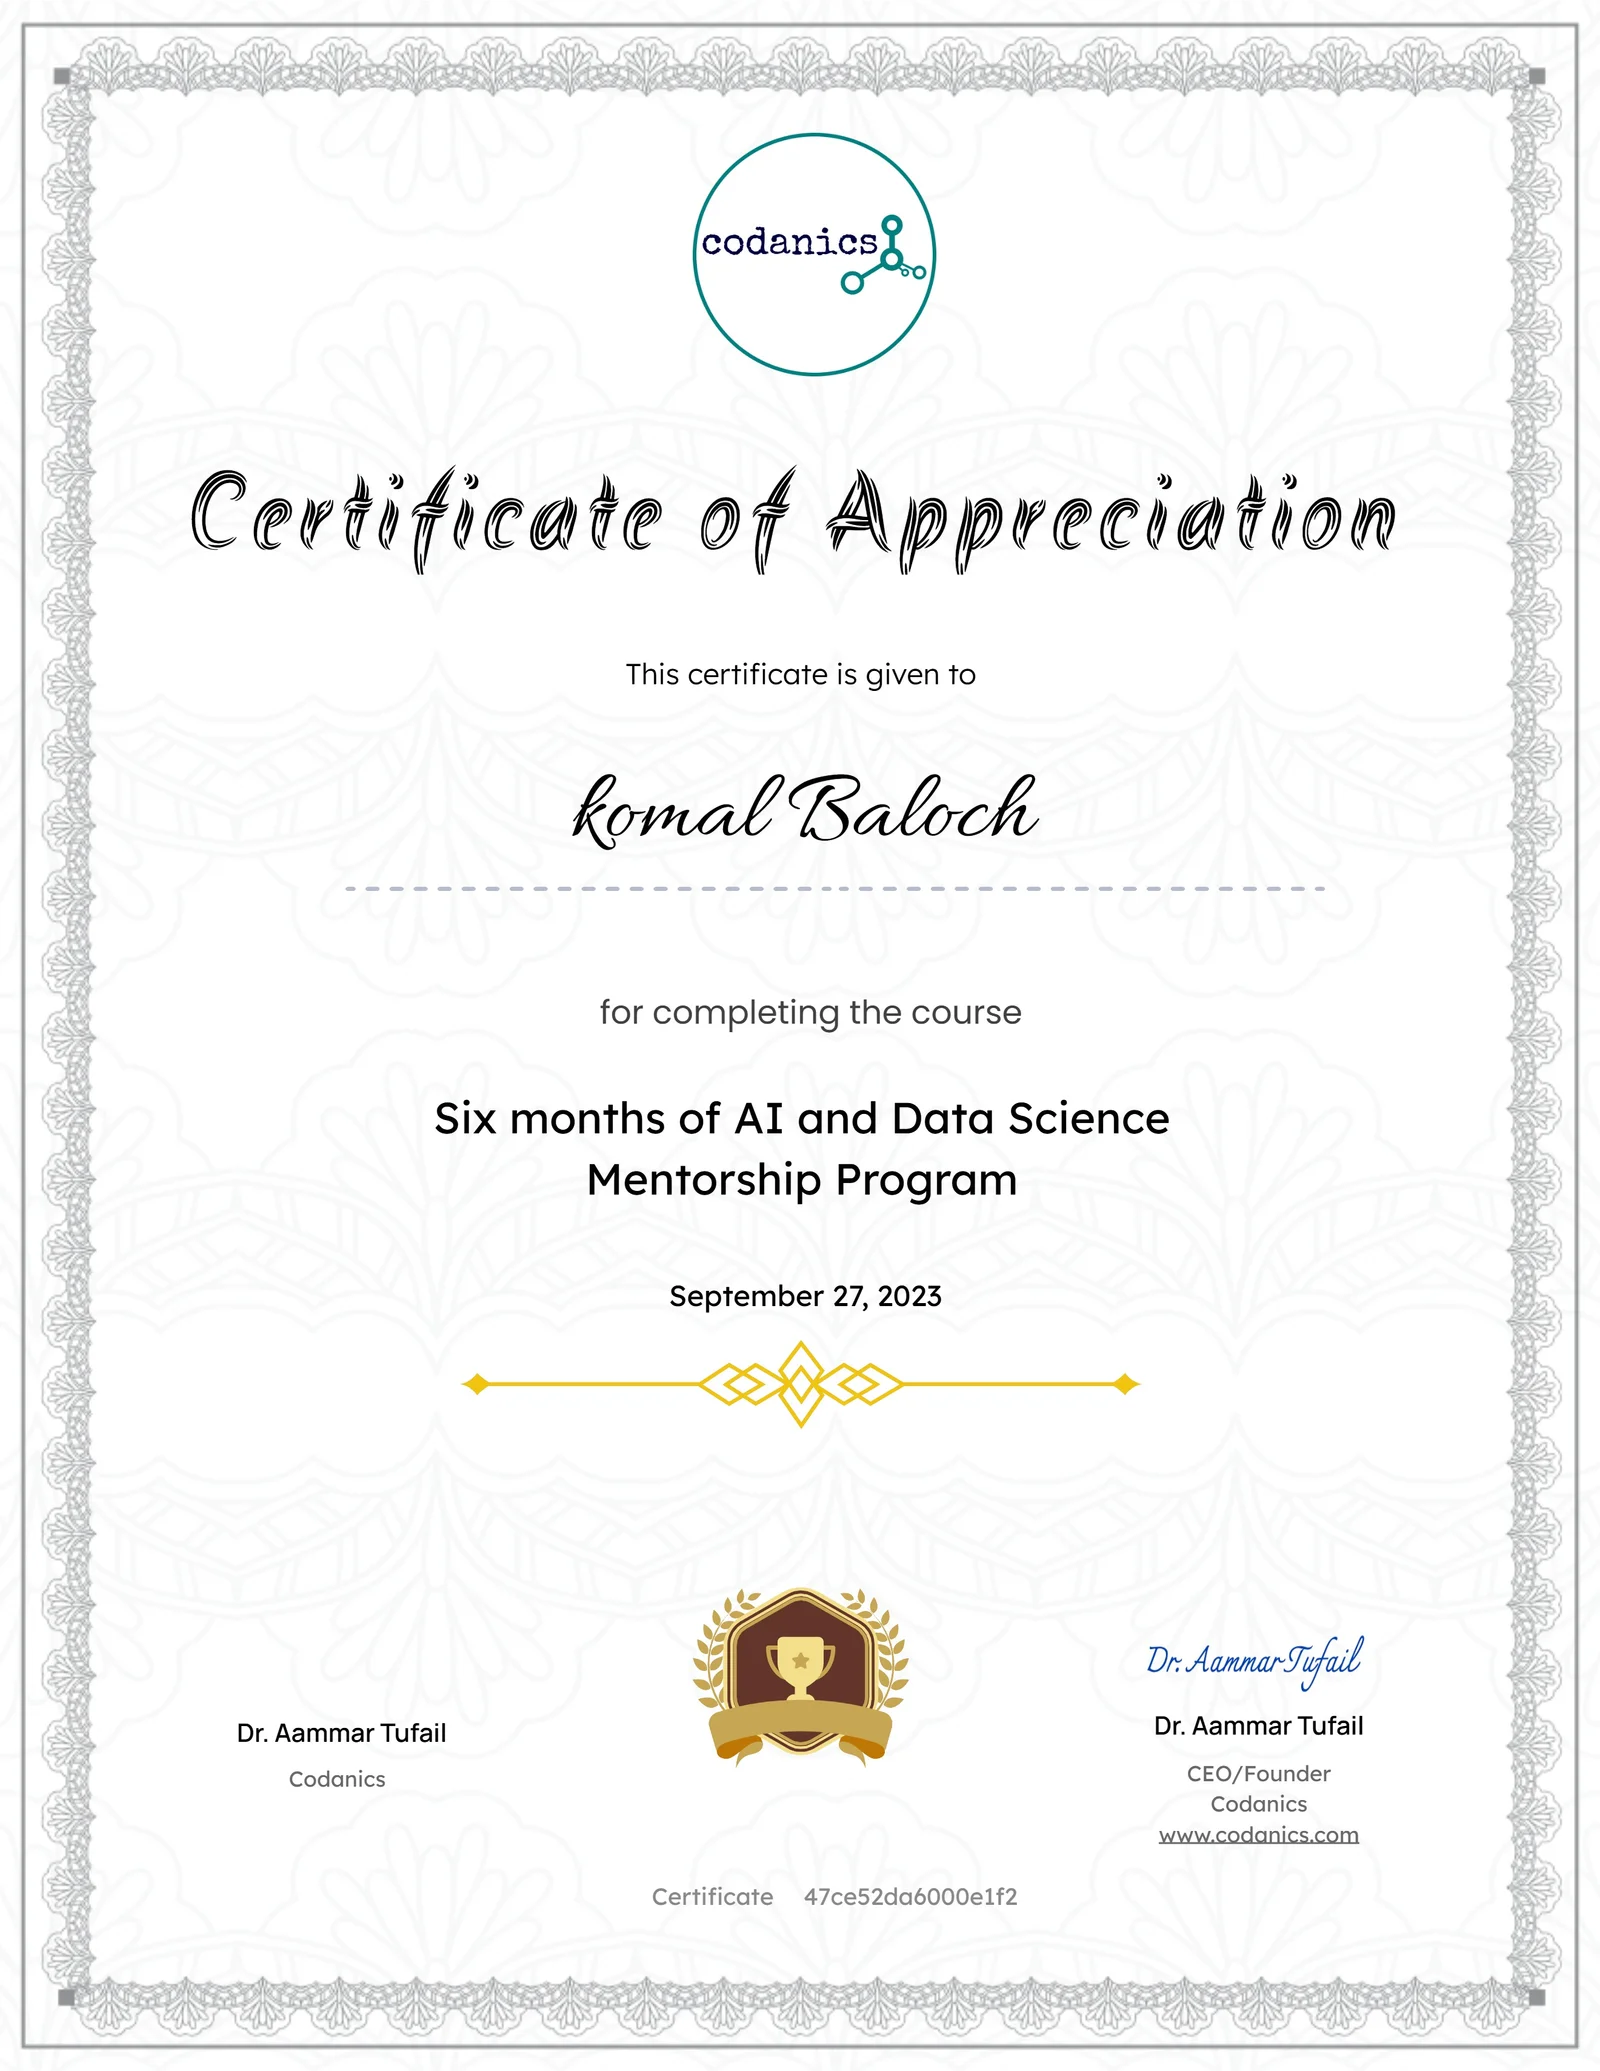 codanics
Certificate of Appreciation
This certificate is given to
komal Baloch
for completing the course
Six months of AI and Data Science
Mentorship Program
September 27, 2023
Dr. Aammar Tufail
Codanics
Dr. Aammar Tufail
Dr. Aammar Tufail
CEO/Founder
Codanics
www.codanics.com
Certificate 47ce52da6000e1f2